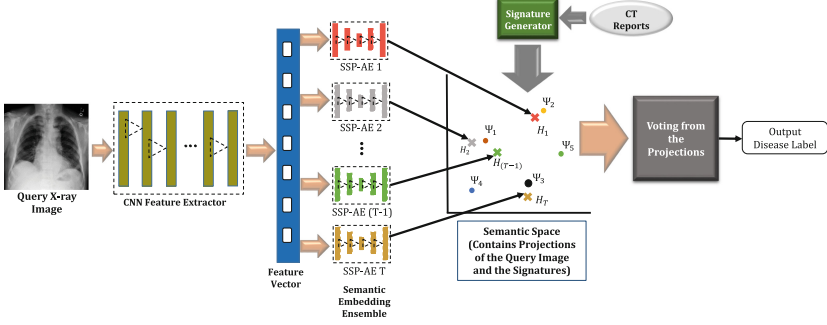 Signature
Generator
CT
Reports
SSP-AE 1
SSP-AE 2
SSP-AE (T-1)
SSP-AE T
Ψ2
H1
Ψ1
H2
H(T−1)
Ψ5
Ψ4
Ψ3
HT
Voting from
the
Projections
Output
Disease Label
Query X-ray
Image
CNN Feature Extractor
Feature
Vector
Semantic
Embedding
Ensemble
Semantic Space
(Contains Projections
of the Query Image
and the Signatures)